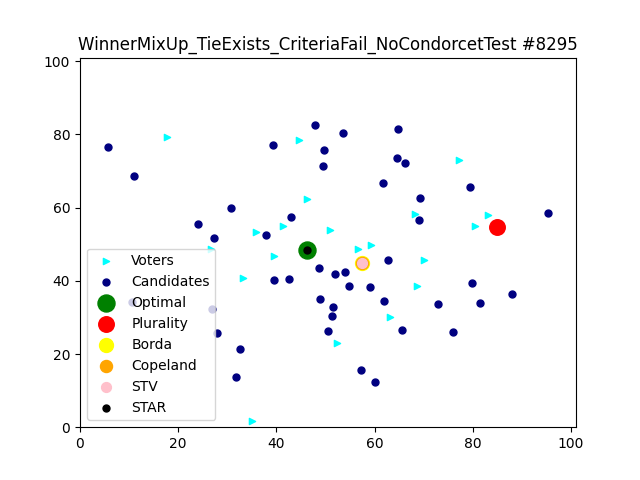 WinnerMixUp_TieExists_CriteriaFail_NoCondorcetTest #8295
100
80
60
40
20
0
Voters
Candidates
Optimal
Plurality
Borda
Copeland
STV
STAR
0 20 40 60 80 100